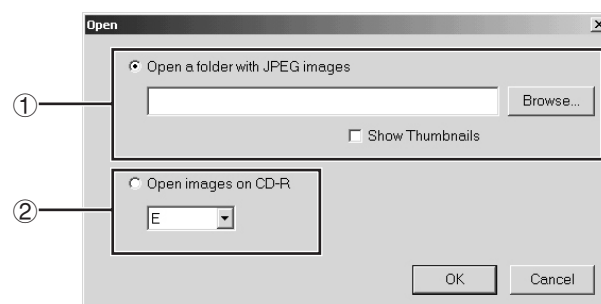 Open
Open a folder with JPEG images
①
Browse...
Show Thumbnails
Open images on CD-R
②
E
OK Cancel